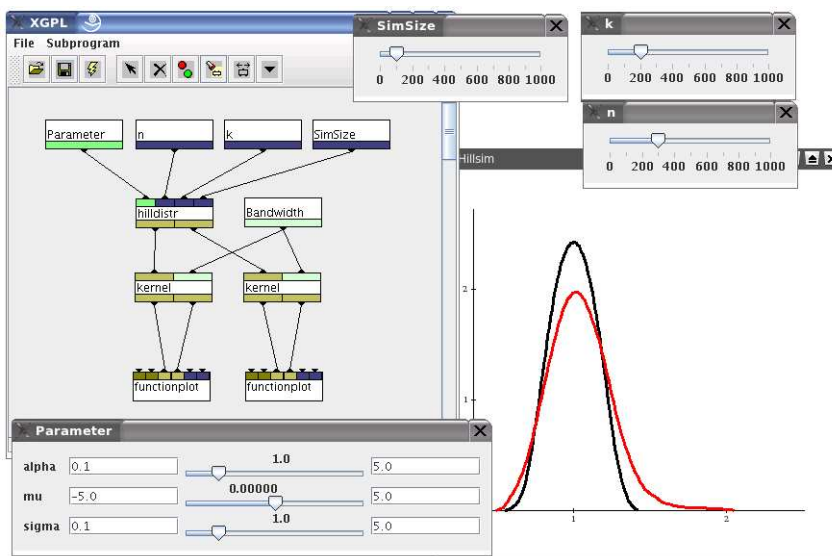 XGPL
File Subprogram
SimSize
0 200 400 600 800 1000
k
0 200 400 600 800 1000
n
0 200 400 600 800 1000
Parameter n k SimSize
hilldistr Bandwidth
kernel kernel
functionplot functionplot
Hillsim
2
1
1 2
Parameter
alpha 0.1 1.0 5.0
mu -5.0 0.00000 5.0
sigma 0.1 1.0 5.0